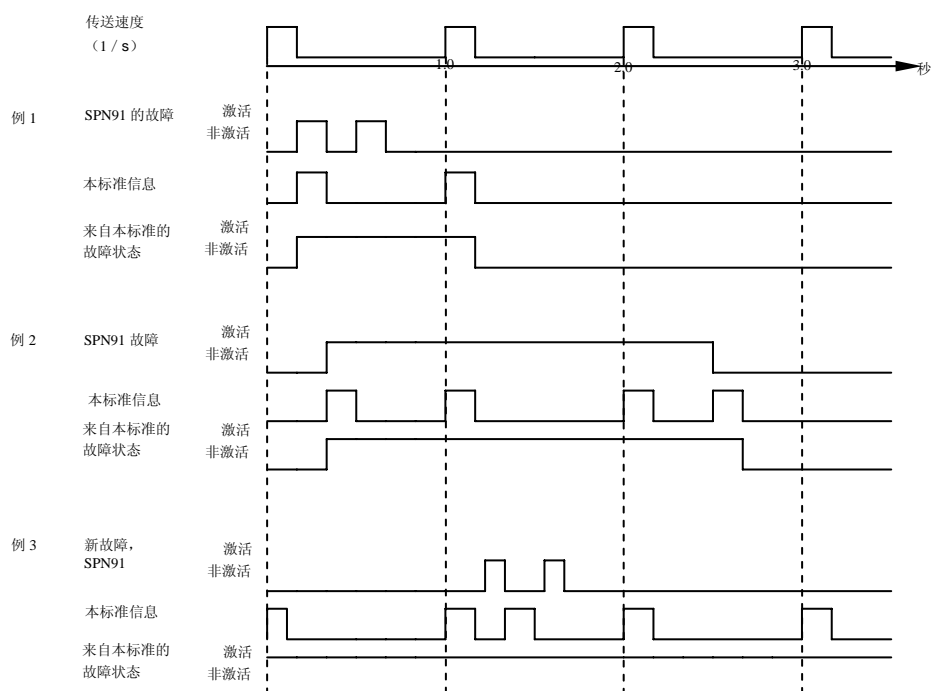 传送速度
（1 / s）
1.0
2.0
3.0
秒
例 1
SPN91 的故障
激活
非激活
本标准信息
来自本标准的
故障状态
激活
非激活
例 2
SPN91 故障
激活
非激活
本标准信息
来自本标准的
故障状态
激活
非激活
例 3
新故障，
SPN91
激活
非激活
本标准信息
来自本标准的
故障状态
激活
非激活